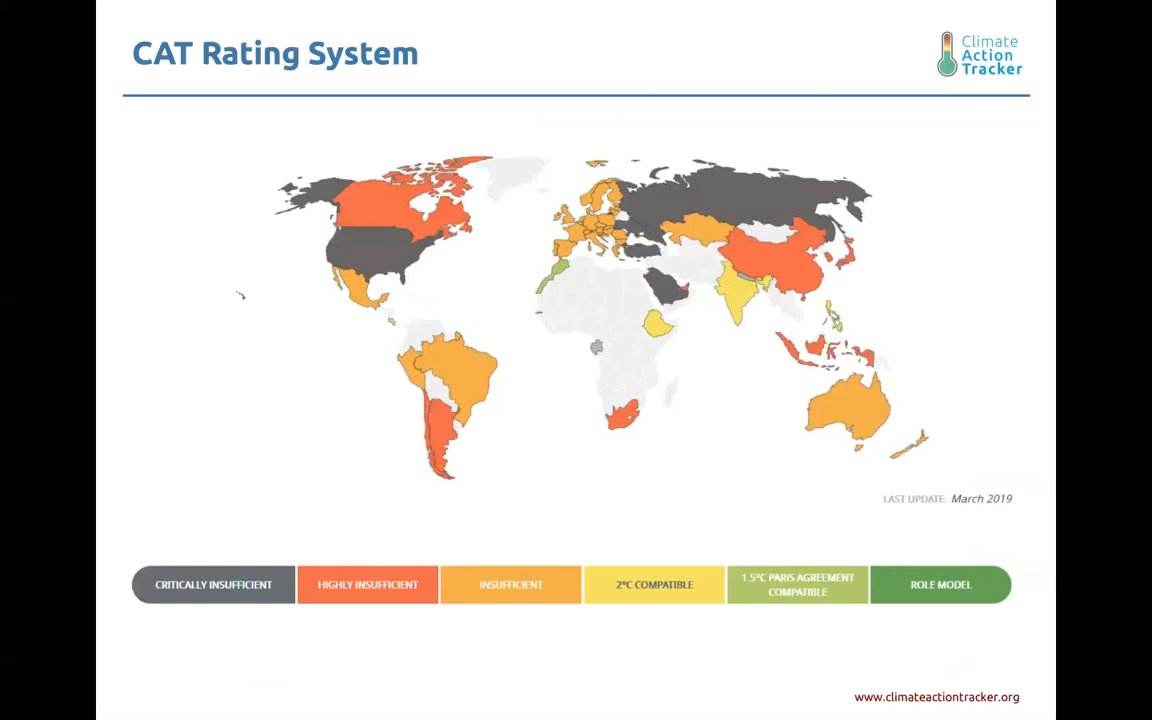 CAT Rating System
Climate
Action
Tracker
LAST UPDATE: March 2019
CRITICALLY INSUFFICIENT
HIGHLY INSUFFICIENT
INSUFFICIENT
2°C COMPATIBLE
1.5°C PARIS AGREEMENT
COMPATIBLE
ROLE MODEL
www.climateactiontracker.org